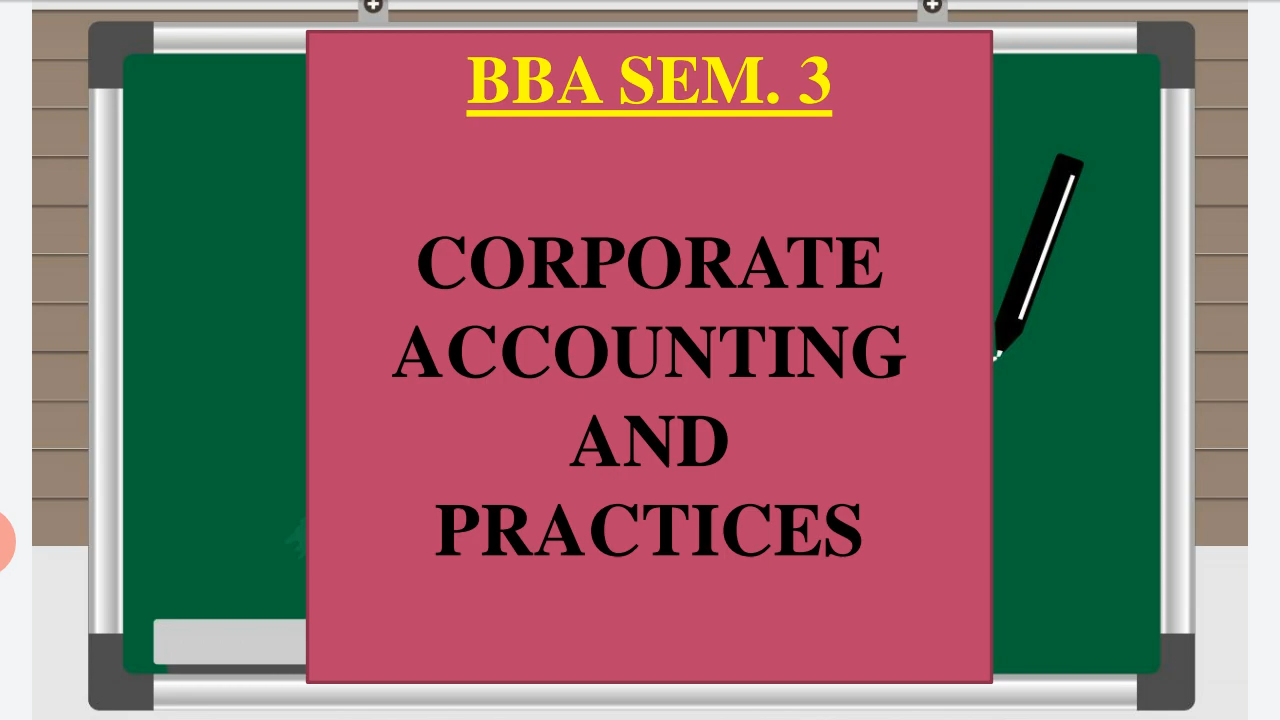 BBA SEM. 3
CORPORATE
ACCOUNTING
AND
PRACTICES